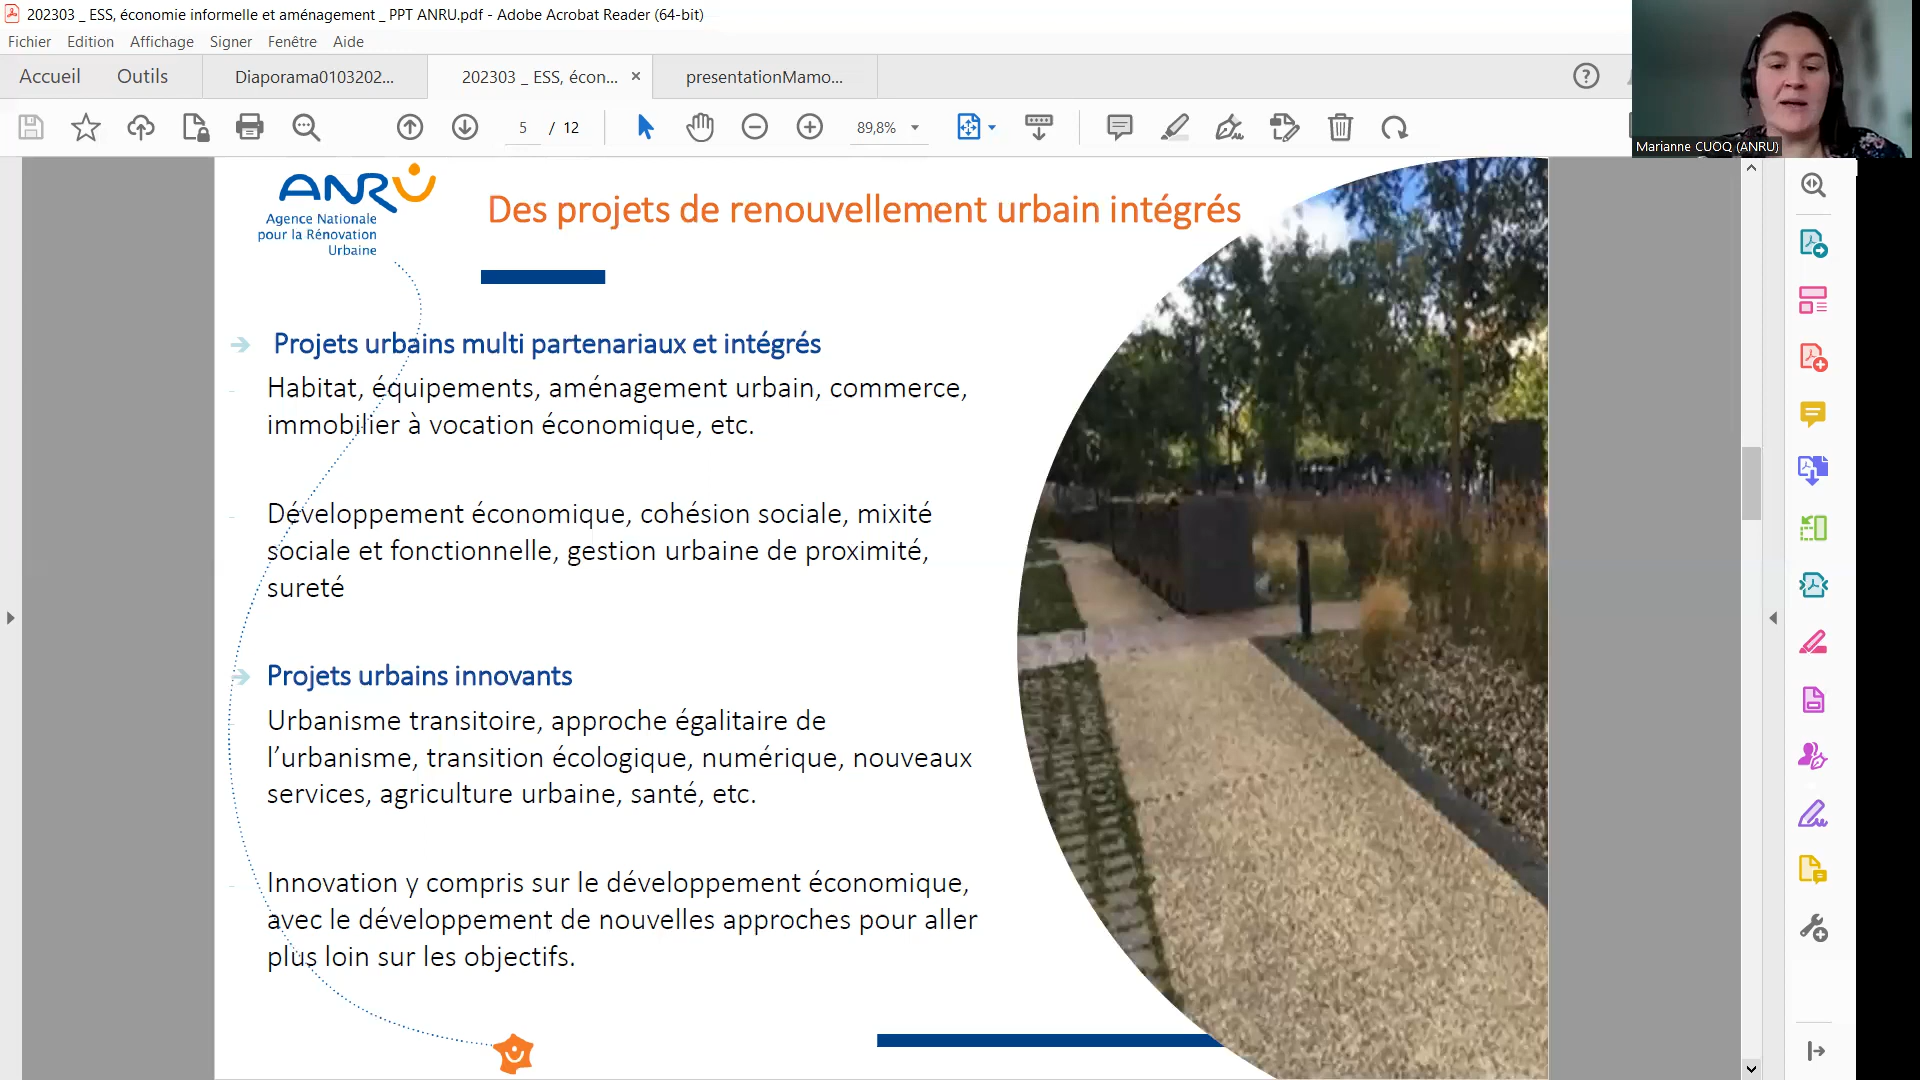 202303 _ ESS, économie informelle et aménagement _ PPT ANRU.pdf - Adobe Acrobat Reader (64-bit)
Fichier Edition Affichage Signer Fenêtre Aide
Accueil Outils Diaporama0103202... 202303 _ ESS, écon... × presentationMamo...
5 / 12 89,8%
Marianne CUOQ (ANRU)
ANRU
Agence Nationale
pour la Rénovation
Urbaine
Des projets de renouvellement urbain intégrés
Projets urbains multi partenariaux et intégrés
- Habitat, équipements, aménagement urbain, commerce,
immobilier à vocation économique, etc.
- Développement économique, cohésion sociale, mixité
sociale et fonctionnelle, gestion urbaine de proximité,
sureté
Projets urbains innovants
- Urbanisme transitoire, approche égalitaire de
l’urbanisme, transition écologique, numérique, nouveaux
services, agriculture urbaine, santé, etc.
- Innovation y compris sur le développement économique,
avec le développement de nouvelles approches pour aller
plus loin sur les objectifs.